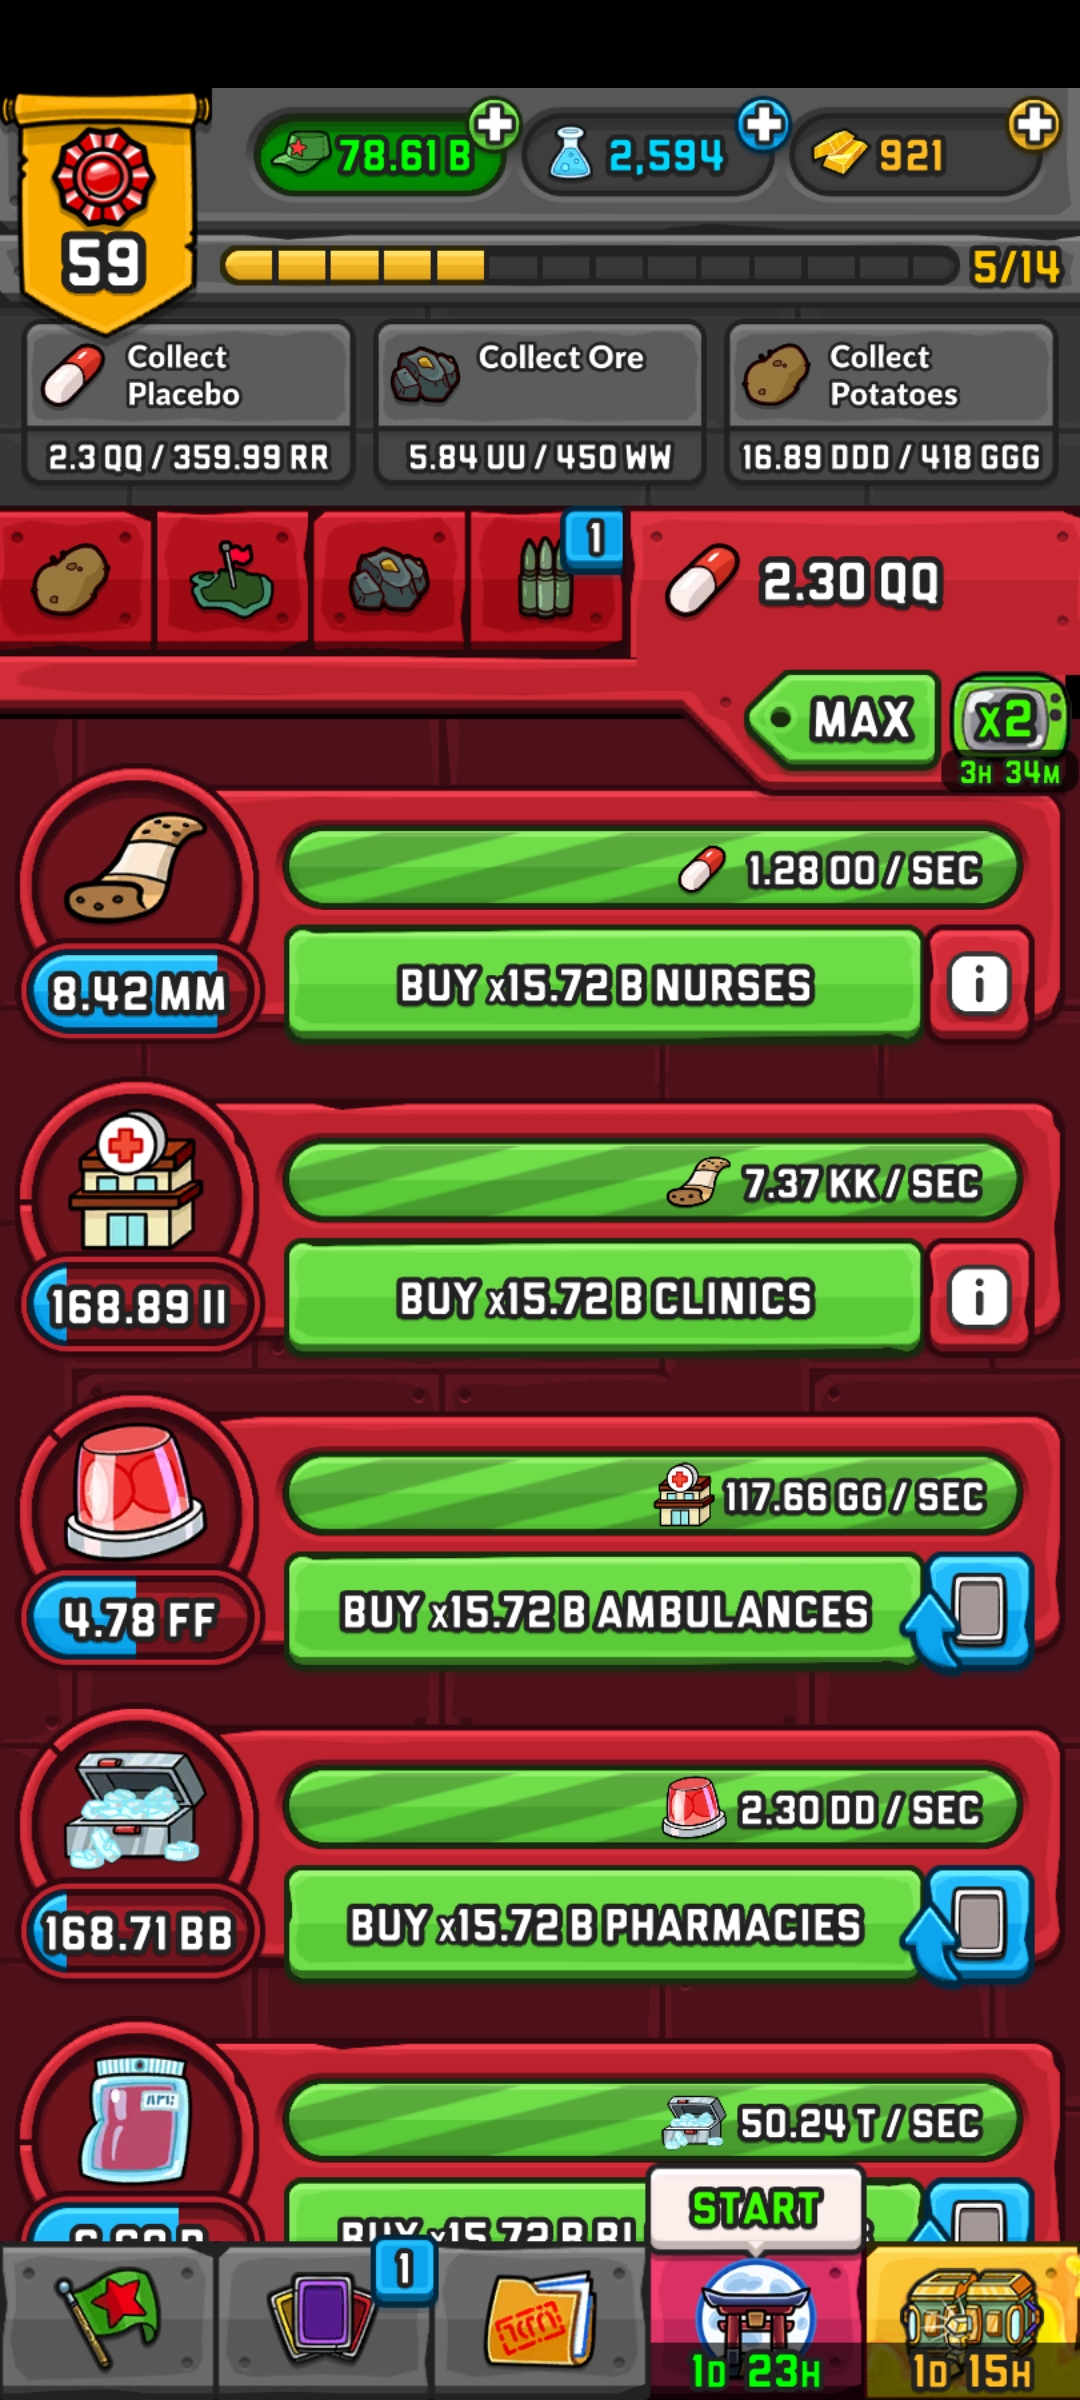 59
78.61 B
2,594
921
5/14
Collect
Placebo
2.3 QQ / 359.99 RR
Collect Ore
5.84 UU / 450 WW
Collect
Potatoes
16.89 DDD / 418 GGG
1
2.30 QQ
MAX
x2
3H 34M
1.28 OO / SEC
8.42 MM
BUY x15.72 B NURSES
i
7.37 KK / SEC
168.89 II
BUY x15.72 B CLINICS
i
117.66 GG / SEC
4.78 FF
BUY x15.72 B AMBULANCES
2.30 DD / SEC
168.71 BB
BUY x15.72 B PHARMACIES
50.24 T / SEC
BUY x15.72 B
START
1
1D 23H
1D 15H